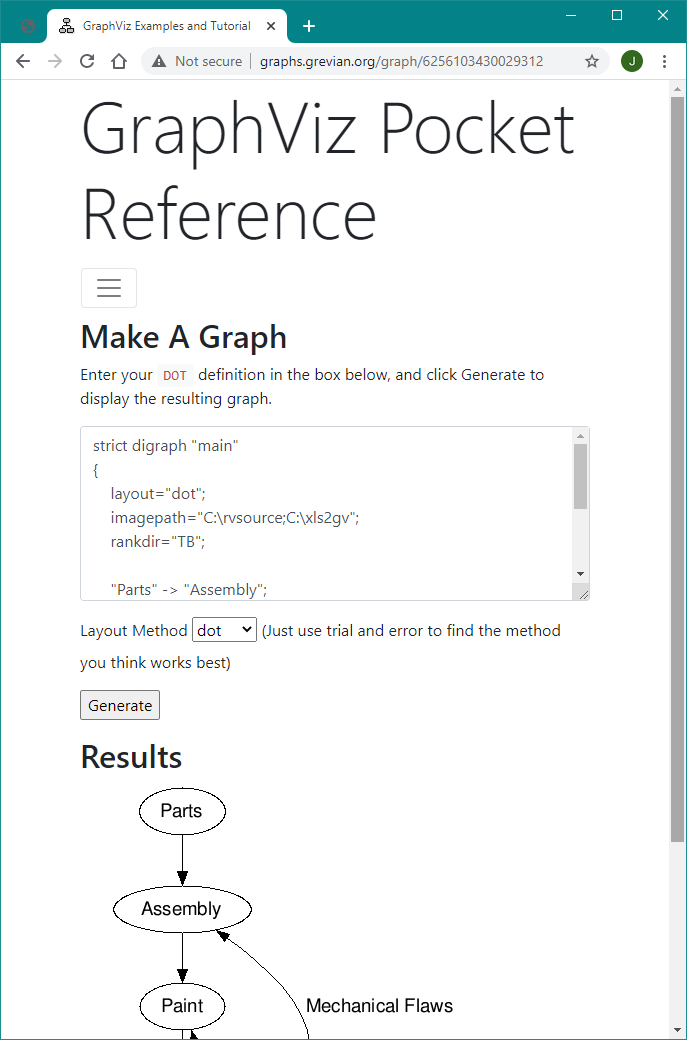 GraphViz Examples and Tutorial
Not secure
graphs.grevian.org/graph/6256103430029312
J
GraphViz Pocket
Reference
Make A Graph
Enter your DOT definition in the box below, and click Generate to
display the resulting graph.
strict digraph "main"
{
layout="dot";
imagepath="C:\rvsource;C:\xls2gv";
rankdir="TB";
"Parts" -> "Assembly";
Layout Method dot (Just use trial and error to find the method
you think works best)
Generate
Results
Parts
Assembly
Paint
Mechanical Flaws